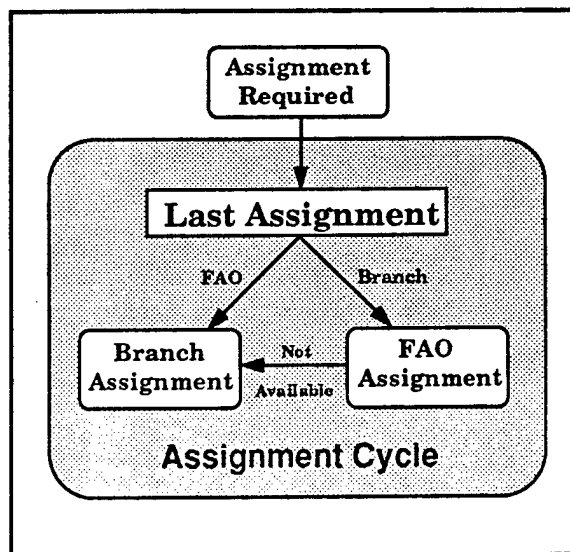 Assignment
Required
Last Assignment
FAO
Branch
Branch
Assignment
Not
Available
FAO
Assignment
Assignment Cycle